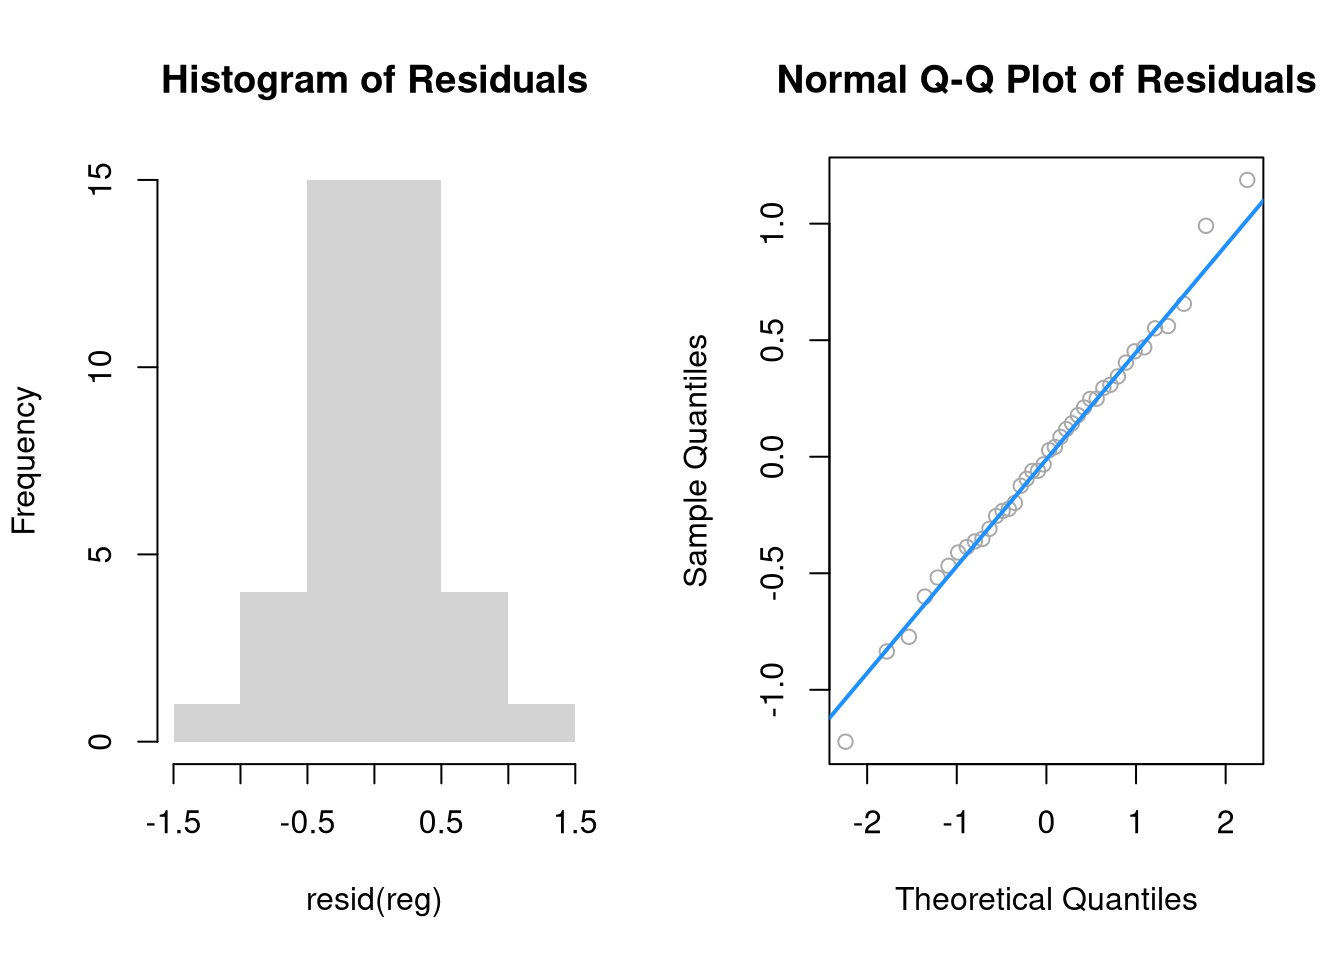 Histogram of Residuals
Frequency
15
10
5
0
-1.5 -0.5 0.5 1.5
resid(reg)
Normal Q-Q Plot of Residuals
Sample Quantiles
1.0
0.5
0.0
-0.5
-1.0
-2 -1 0 1 2
Theoretical Quantiles